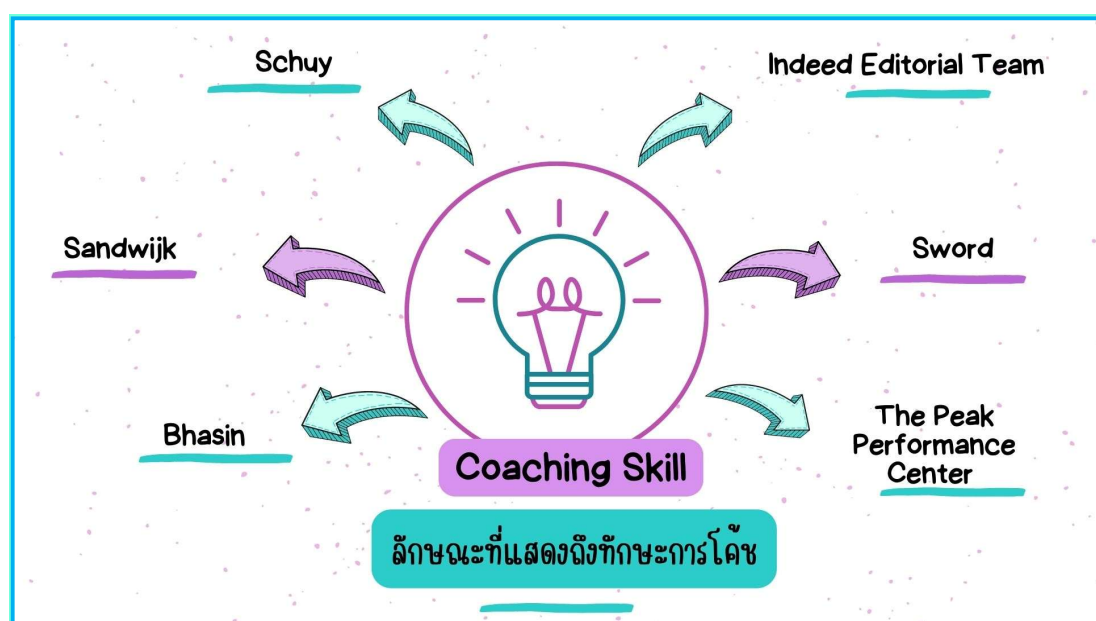 Schuy
Indeed Editorial Team
Sandwijk
Sword
Bhasin
The Peak
Performance
Center
Coaching Skill
ลักษณะที่แสดงถึงทักษะการโค้ช